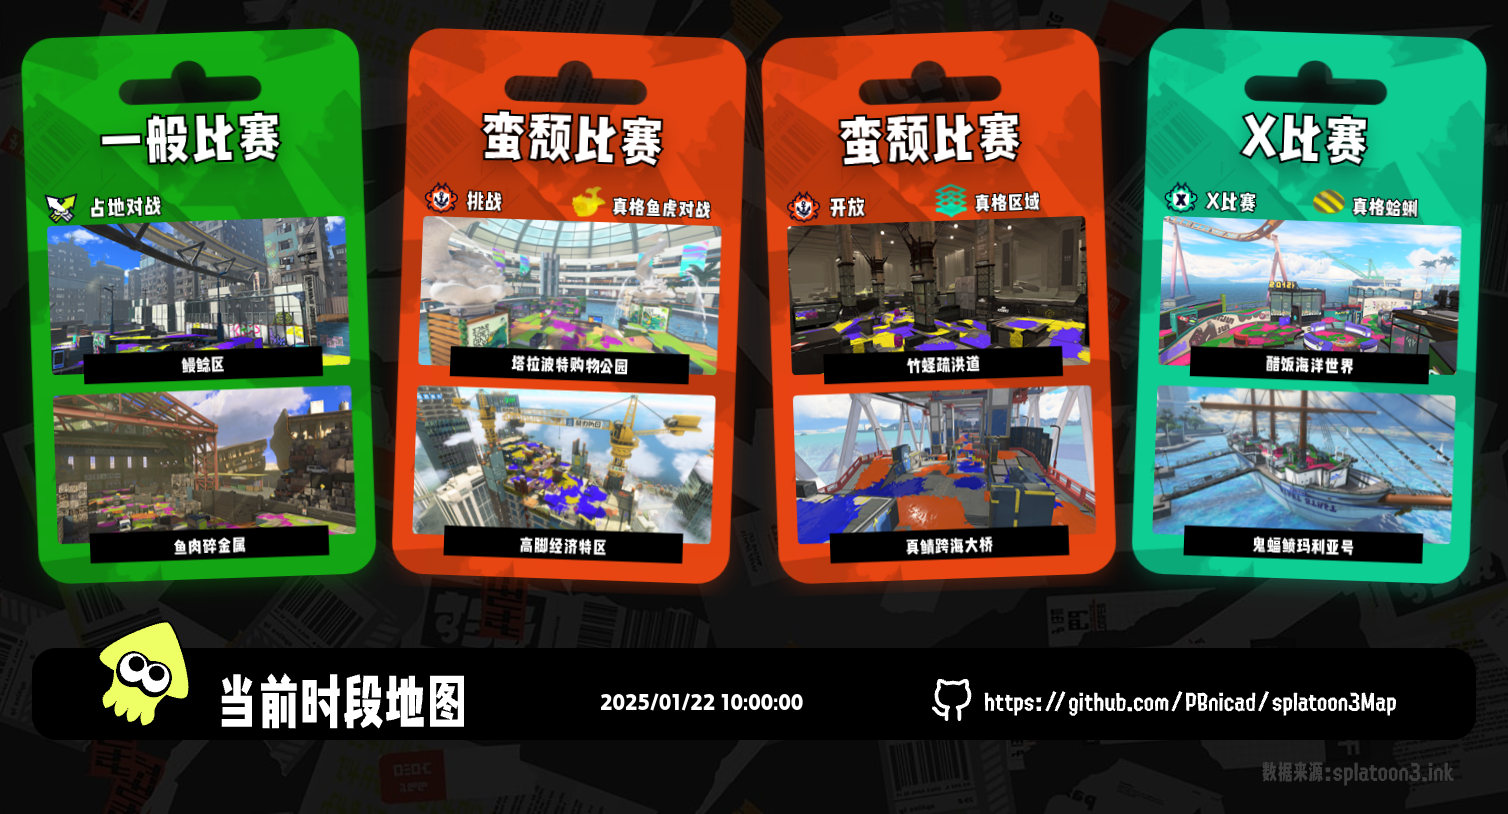 一般比赛
占地对战
鳗鲶区
鱼肉碎金属
蛮颓比赛
挑战
真格鱼虎对战
塔拉波特购物公园
高脚经济特区
蛮颓比赛
开放
真格区域
竹蛏疏洪道
真鲭跨海大桥
X比赛
X比赛
真格蛤蜊
醋饭海洋世界
鬼蝠鲼玛利亚号
当前时段地图
2025/01/22 10:00:00
https://github.com/PBnicad/splatoon3Map
数据来源:splatoon3.ink